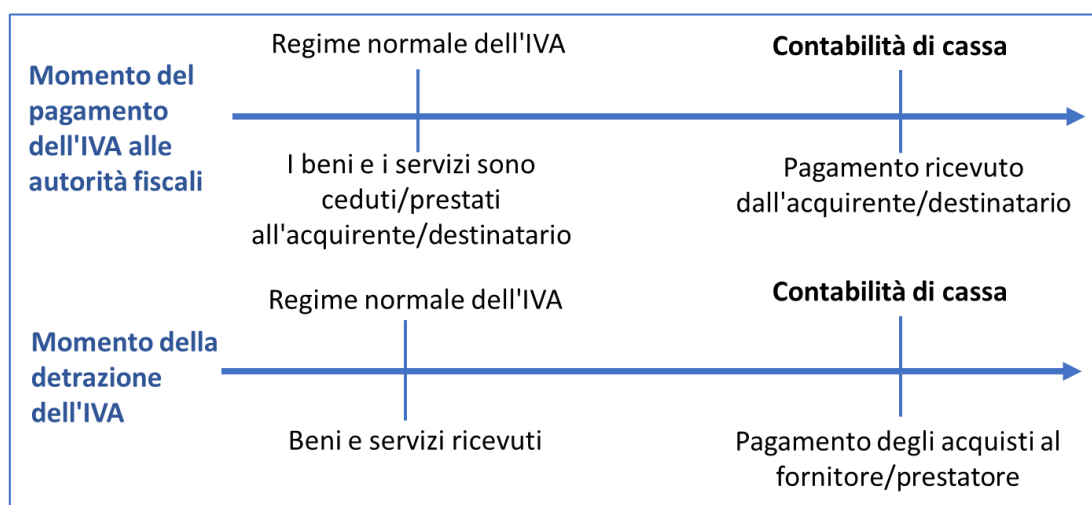 Regime normale dell'IVA
Contabilità di cassa
Momento del
pagamento
dell'IVA alle
autorità fiscali
I beni e i servizi sono
ceduti/prestati
all'acquirente/destinatario
Pagamento ricevuto
dall'acquirente/destinatario
Regime normale dell'IVA
Contabilità di cassa
Momento della
detrazione
dell'IVA
Beni e servizi ricevuti
Pagamento degli acquisti al
fornitore/prestatore